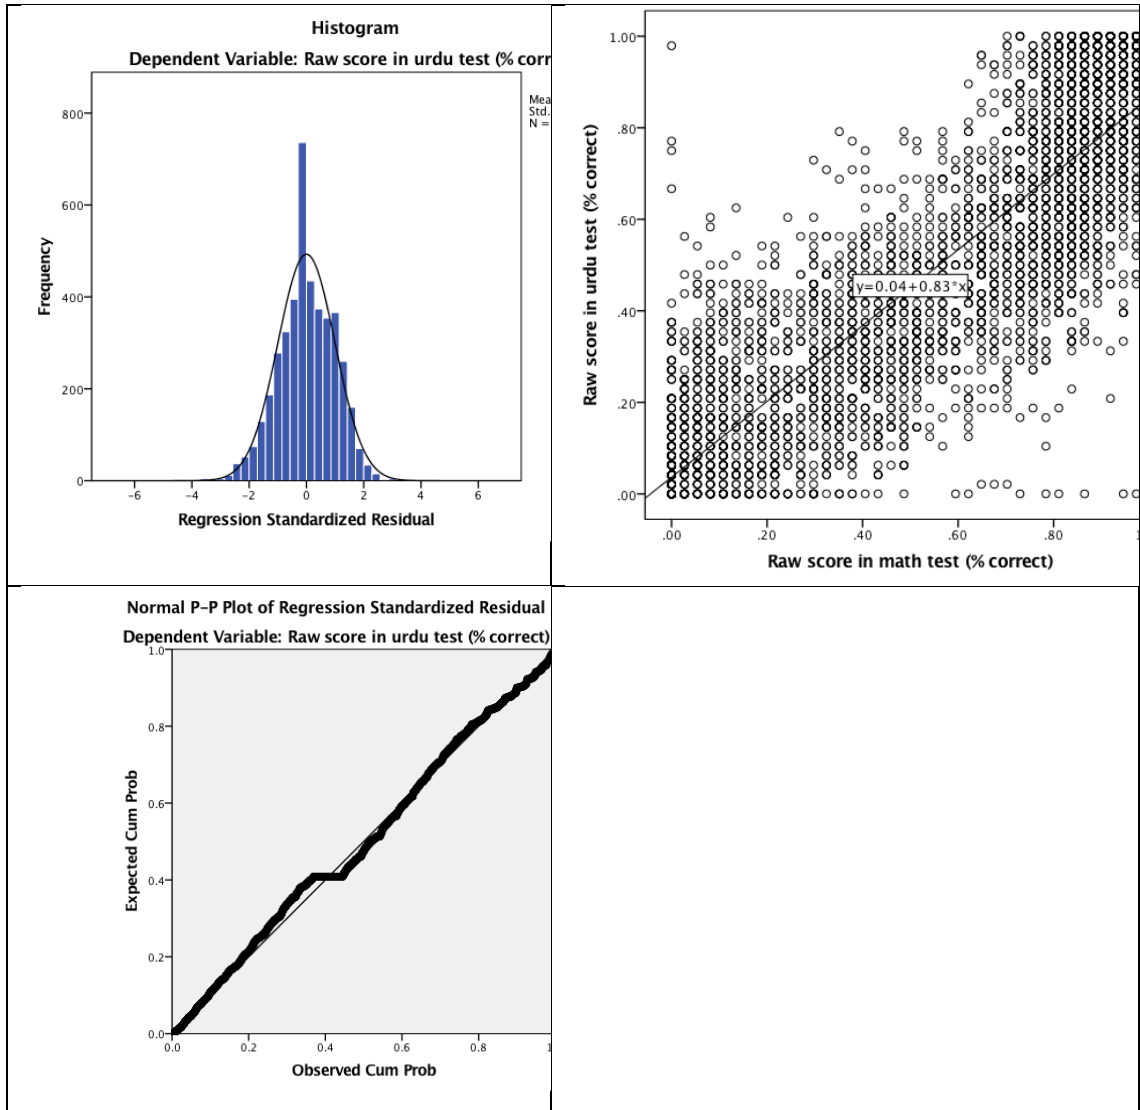 Histogram
Dependent Variable: Raw score in urdu test (% corr
Mea
Std.
N =
800
600
400
200
0
Frequency
-6 -4 -2 0 2 4 6
Regression Standardized Residual
1.00
.80
.60
.40
.20
.00
Raw score in urdu test (% correct)
y=0.04+0.83*x
.00 .20 .40 .60 .80 1
Raw score in math test (% correct)
Normal P-P Plot of Regression Standardized Residual
Dependent Variable: Raw score in urdu test (% correct)
1.0
0.8
0.6
0.4
0.2
0.0
Expected Cum Prob
0.0 0.2 0.4 0.6 0.8 1
Observed Cum Prob